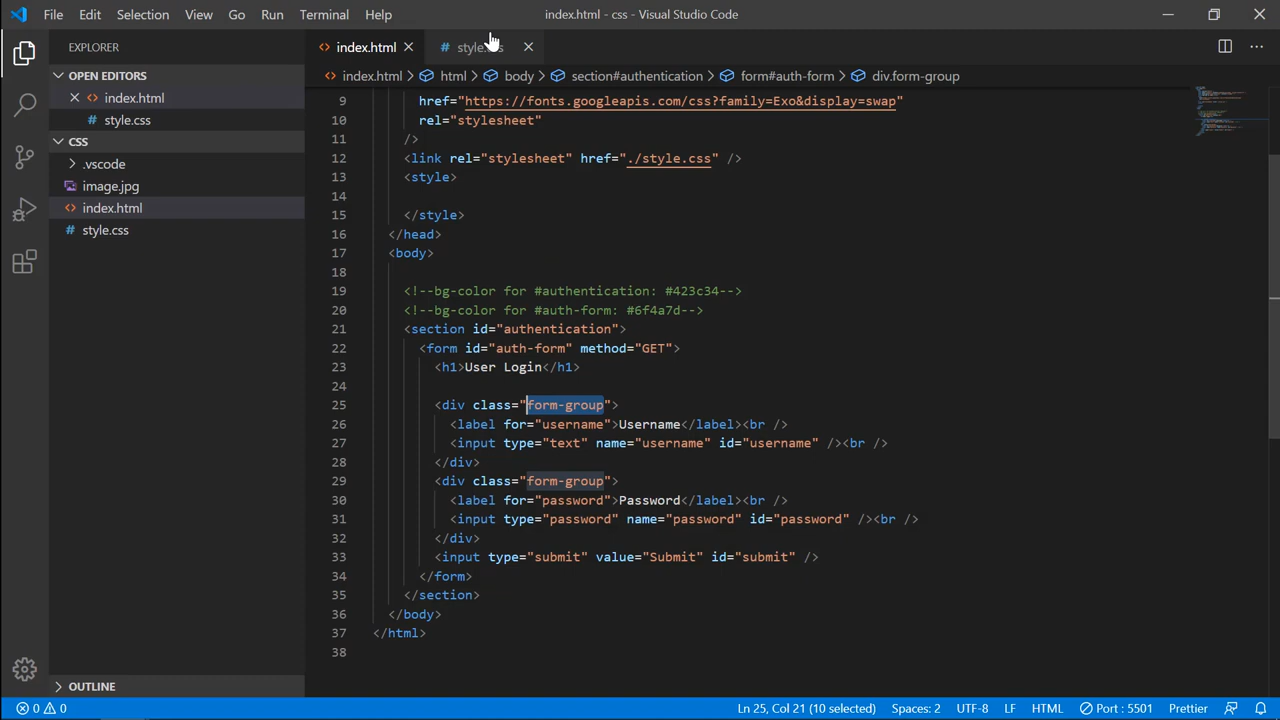 File Edit Selection View Go Run Terminal Help index.html - css - Visual Studio Code
EXPLORER
OPEN EDITORS
index.html
# style.css
CSS
.vscode
image.jpg
<> index.html
# style.css
OUTLINE
<> index.html
index.html > html > body > section#authentication > form#auth-form > div.form-group
9 href="https://fonts.googleapis.com/css?family=Exo&display=swap"
10 rel="stylesheet"
11 />
12 <link rel="stylesheet" href="./style.css" />
13 <style>
14
15 </style>
16 </head>
17 <body>
18
19 <!--bg-color for #authentication: #423c34-->
20 <!--bg-color for #auth-form: #6f4a7d-->
21 <section id="authentication">
22 <form id="auth-form" method="GET">
23 <h1>User Login</h1>
24
25 <div class="form-group">
26 <label for="username">Username</label><br />
27 <input type="text" name="username" id="username" /><br />
28 </div>
29 <div class="form-group">
30 <label for="password">Password</label><br />
31 <input type="password" name="password" id="password" /><br />
32 </div>
33 <input type="submit" value="Submit" id="submit" />
34 </form>
35 </section>
36 </body>
37 </html>
38
0 0 Ln 25, Col 21 (10 selected) Spaces: 2 UTF-8 LF HTML Port : 5501 Prettier